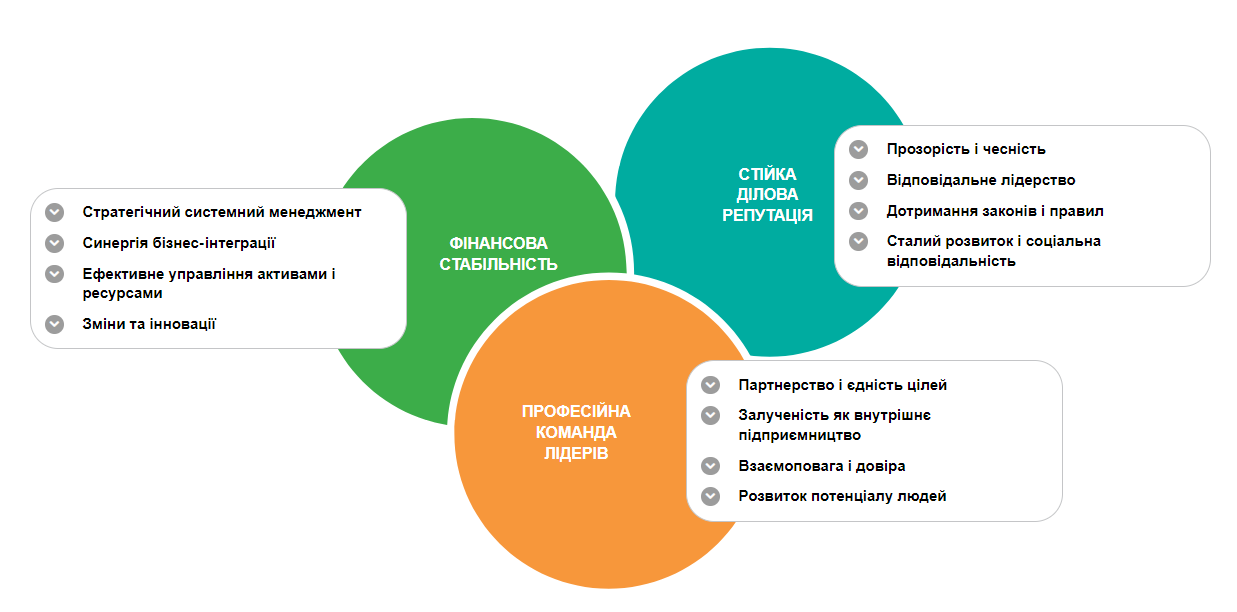 СТІЙКА
ДІЛОВА
РЕПУТАЦІЯ
Прозорість і чесність
Відповідальне лідерство
Дотримання законів і правил
Сталий розвиток і соціальна
відповідальність
ФІНАНСОВА
СТАБІЛЬНІСТЬ
Стратегічний системний менеджмент
Синергія бізнес-інтеграції
Ефективне управління активами і
ресурсами
Зміни та інновації
ПРОФЕСІЙНА
КОМАНДА
ЛІДЕРІВ
Партнерство і єдність цілей
Залученість як внутрішнє
підприємництво
Взаємоповага і довіра
Розвиток потенціалу людей